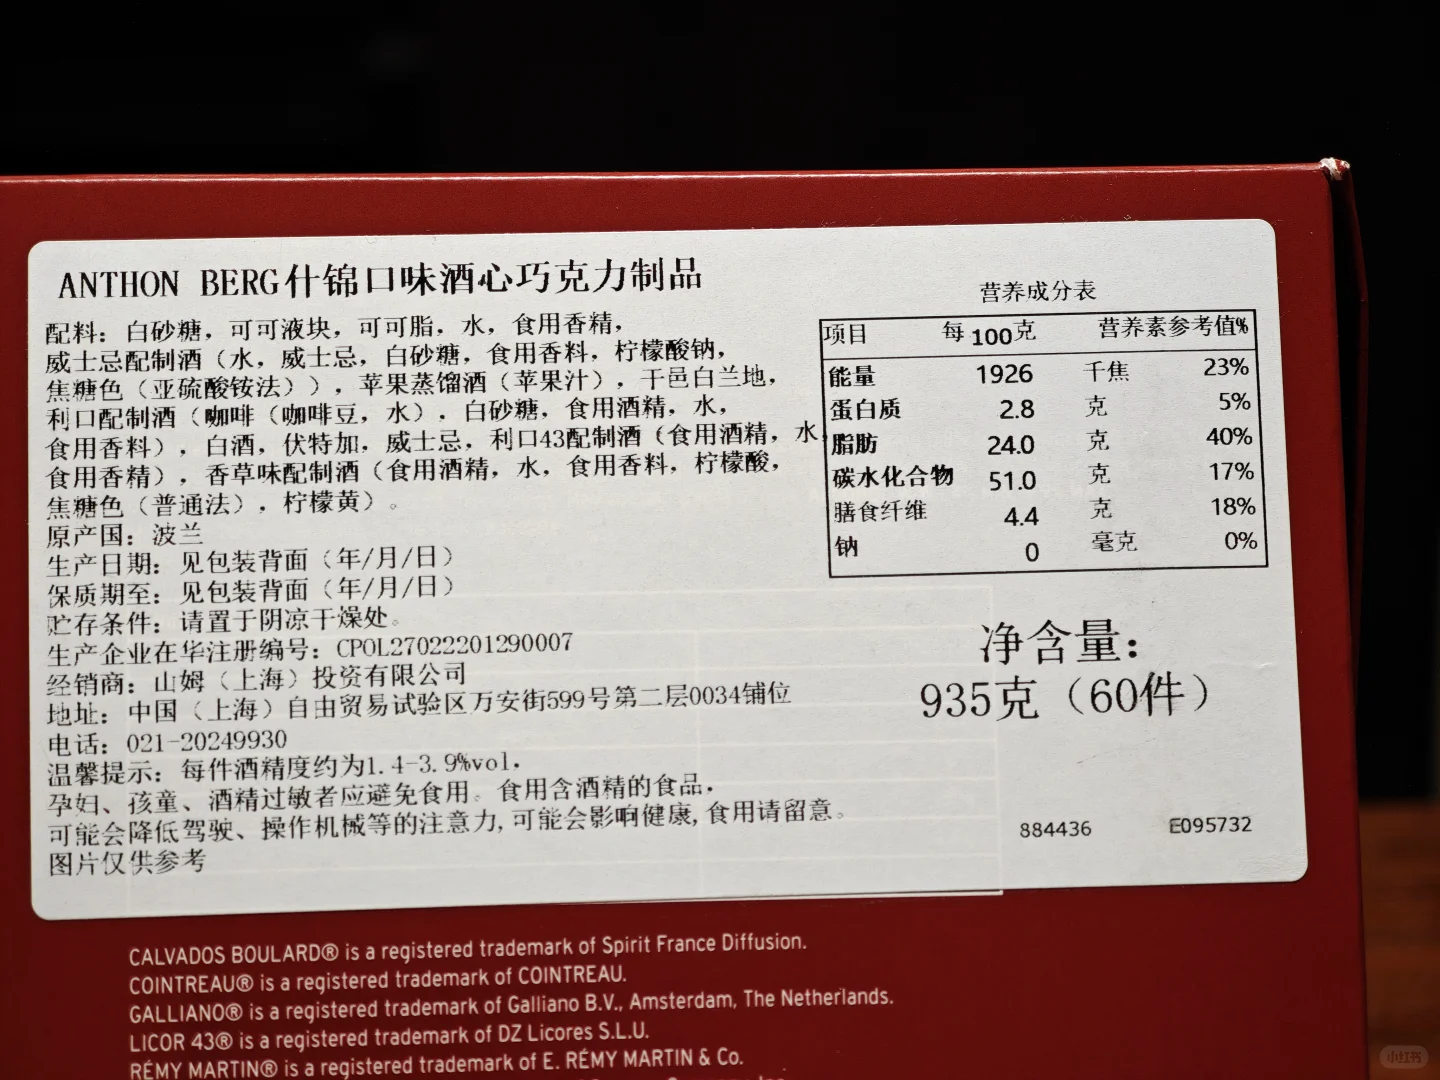 ANTHON BERG什锦口味酒心巧克力制品
配料：白砂糖，可可液块，可可脂，水，食用香精，
威士忌配制酒（水，威士忌，白砂糖，食用香料，柠檬酸钠，
焦糖色（亚硫酸铵法）），苹果蒸馏酒（苹果汁），干邑白兰地，
利口配制酒（咖啡（咖啡豆，水），白砂糖，食用酒精，水，
食用香料），白酒，伏特加，威士忌，利口43配制酒（食用酒精，水，
食用香精），香草味配制酒（食用酒精，水，食用香料，柠檬酸，
焦糖色（普通法），柠檬黄）。
原产国：波兰
生产日期：见包装背面（年/月/日）
保质期至：见包装背面（年/月/日）
贮存条件：请置于阴凉干燥处。
生产企业在华注册编号：CPOL27022201290007
经销商：山姆（上海）投资有限公司
地址：中国（上海）自由贸易试验区万安街599号第二层0034铺位
电话：021-20249930
温馨提示：每件酒精度约为1.4-3.9%vol，
孕妇、孩童、酒精过敏者应避免食用。食用含酒精的食品，
可能会降低驾驶、操作机械等的注意力,可能会影响健康,食用请留意。
图片仅供参考
营养成分表
项目 每100克 营养素参考值%
能量 1926 千焦 23%
蛋白质 2.8 克 5%
脂肪 24.0 克 40%
碳水化合物 51.0 克 17%
膳食纤维 4.4 克 18%
钠 0 毫克 0%
净含量：
935克（60件）
884436 E095732
CALVADOS BOULARD® is a registered trademark of Spirit France Diffusion.
COINTREAU® is a registered trademark of COINTREAU.
GALLIANO® is a registered trademark of Galliano B.V., Amsterdam, The Netherlands.
LICOR 43® is a registered trademark of DZ Licores S.L.U.
RÉMY MARTIN® is a registered trademark of E. RÉMY MARTIN & Co.
小红书